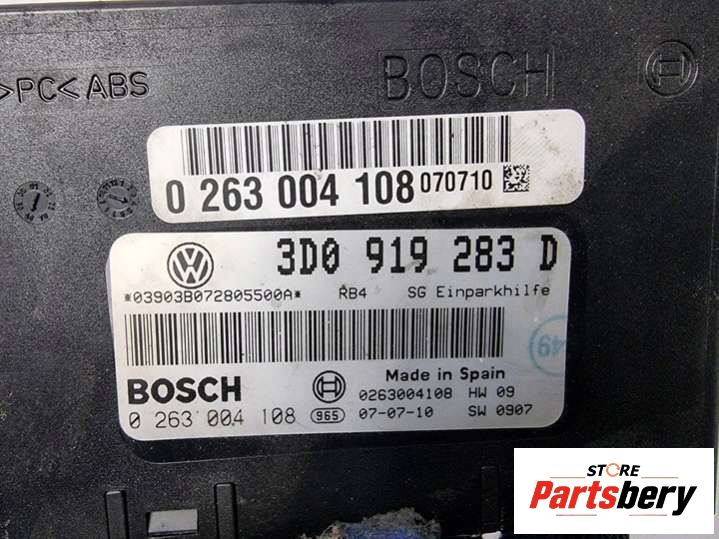 >PC<ABS
BOSCH
0 263 004 108 070710
3D0 919 283 D
*03903B072805500A* RB4 SG Einparkhilfe
49
BOSCH
Made in Spain
0263004108 HW 09
0 263 004 108 965 07-07-10 SW 0907
STORE
Partsbery